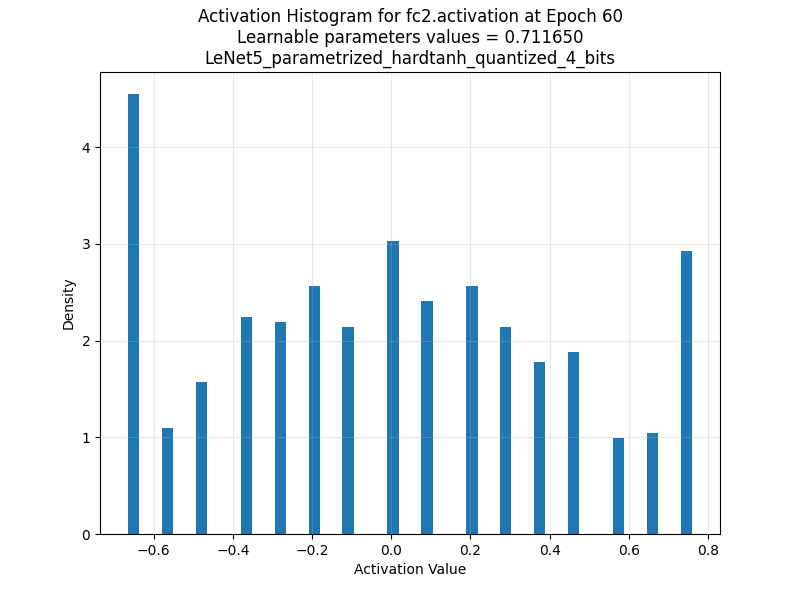 Activation Histogram for fc2.activation at Epoch 60
Learnable parameters values = 0.711650
LeNet5_parametrized_hardtanh_quantized_4_bits
4
3
2
1
0
Density
−0.6 −0.4 −0.2 0.0 0.2 0.4 0.6 0.8
Activation Value